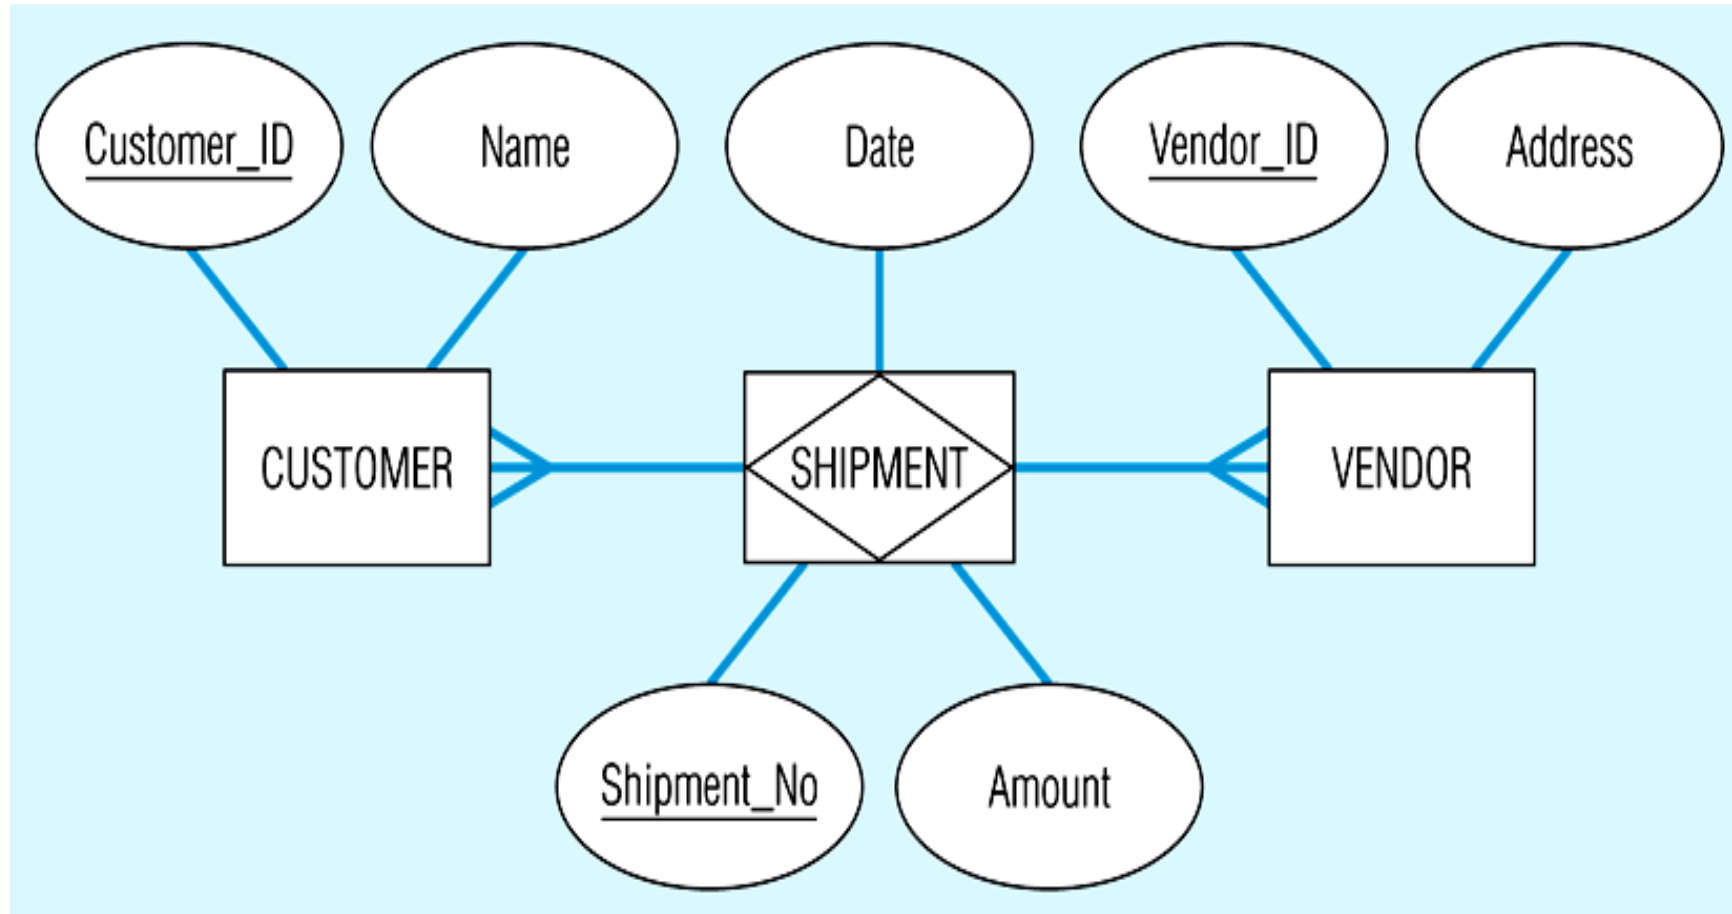 Customer_ID
Name
Date
Vendor_ID
Address
CUSTOMER
SHIPMENT
VENDOR
Shipment_No
Amount